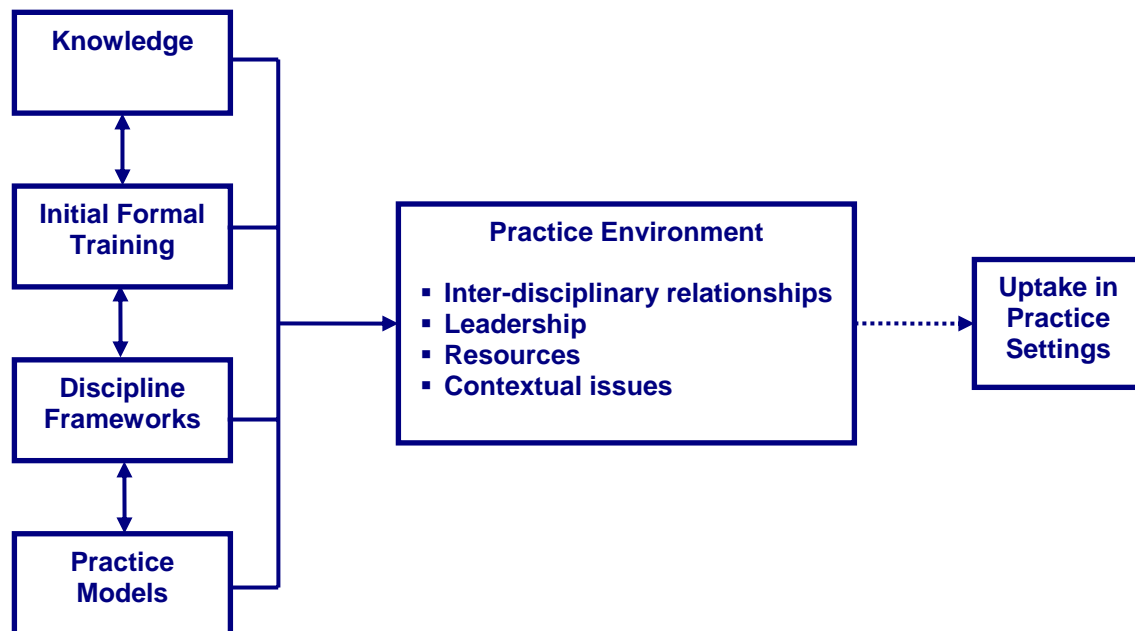 Knowledge
Initial Formal
Training
Discipline
Frameworks
Practice
Models
Practice Environment
▪ Inter-disciplinary relationships
▪ Leadership
▪ Resources
▪ Contextual issues
Uptake in
Practice
Settings